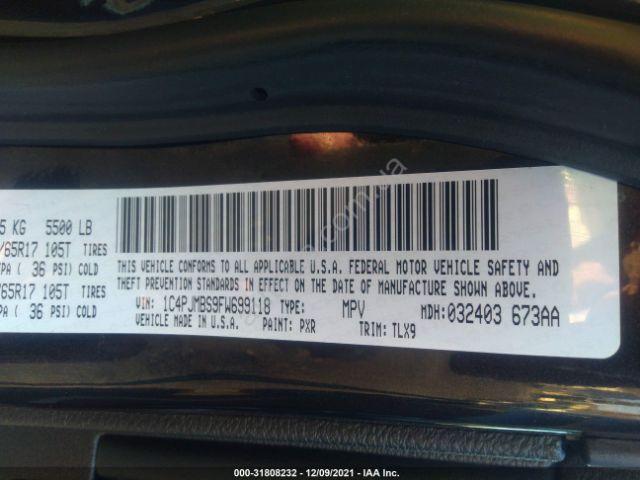 5 KG 5500 LB
/65R17 105T TIRES
PA ( 36 PSI) COLD
65R17 105T TIRES
PA ( 36 PSI) COLD
THIS VEHICLE CONFORMS TO ALL APPLICABLE U.S.A. FEDERAL MOTOR VEHICLE SAFETY AND
THEFT PREVENTION STANDARDS IN EFFECT ON THE DATE OF MANUFACTURE SHOWN ABOVE.
VIN: 1C4PJMBS9FW699118 TYPE: MPV MDH: 032403 673AA
VEHICLE MADE IN U.S.A. PAINT: PXR TRIM: TLX9
000-31808232 - 12/09/2021 - IAA Inc.